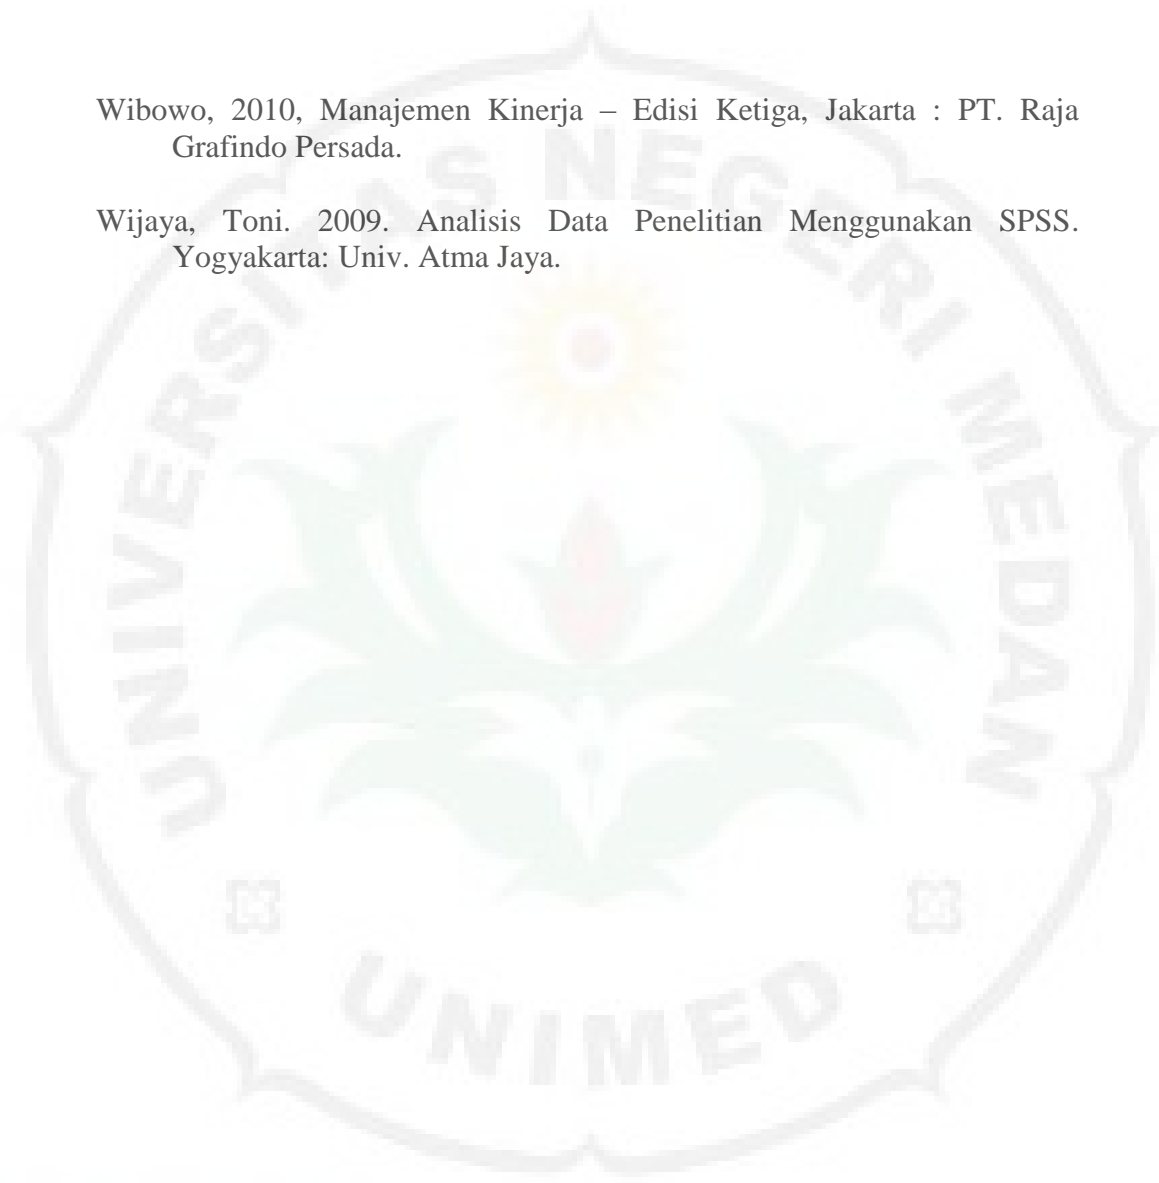 Wibowo, 2010, Manajemen Kinerja – Edisi Ketiga, Jakarta : PT. Raja
Grafindo Persada.
Wijaya, Toni. 2009. Analisis Data Penelitian Menggunakan SPSS.
Yogyakarta: Univ. Atma Jaya.
UNIVERSITAS NEGERI MEDAN
UNIMED